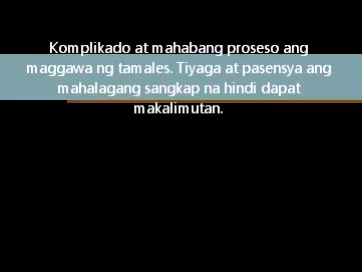 Komplikado at mahabang proseso ang
maggawa ng tamales. Tiyaga at pasensya ang
mahalagang sangkap na hindi dapat
makalimutan.